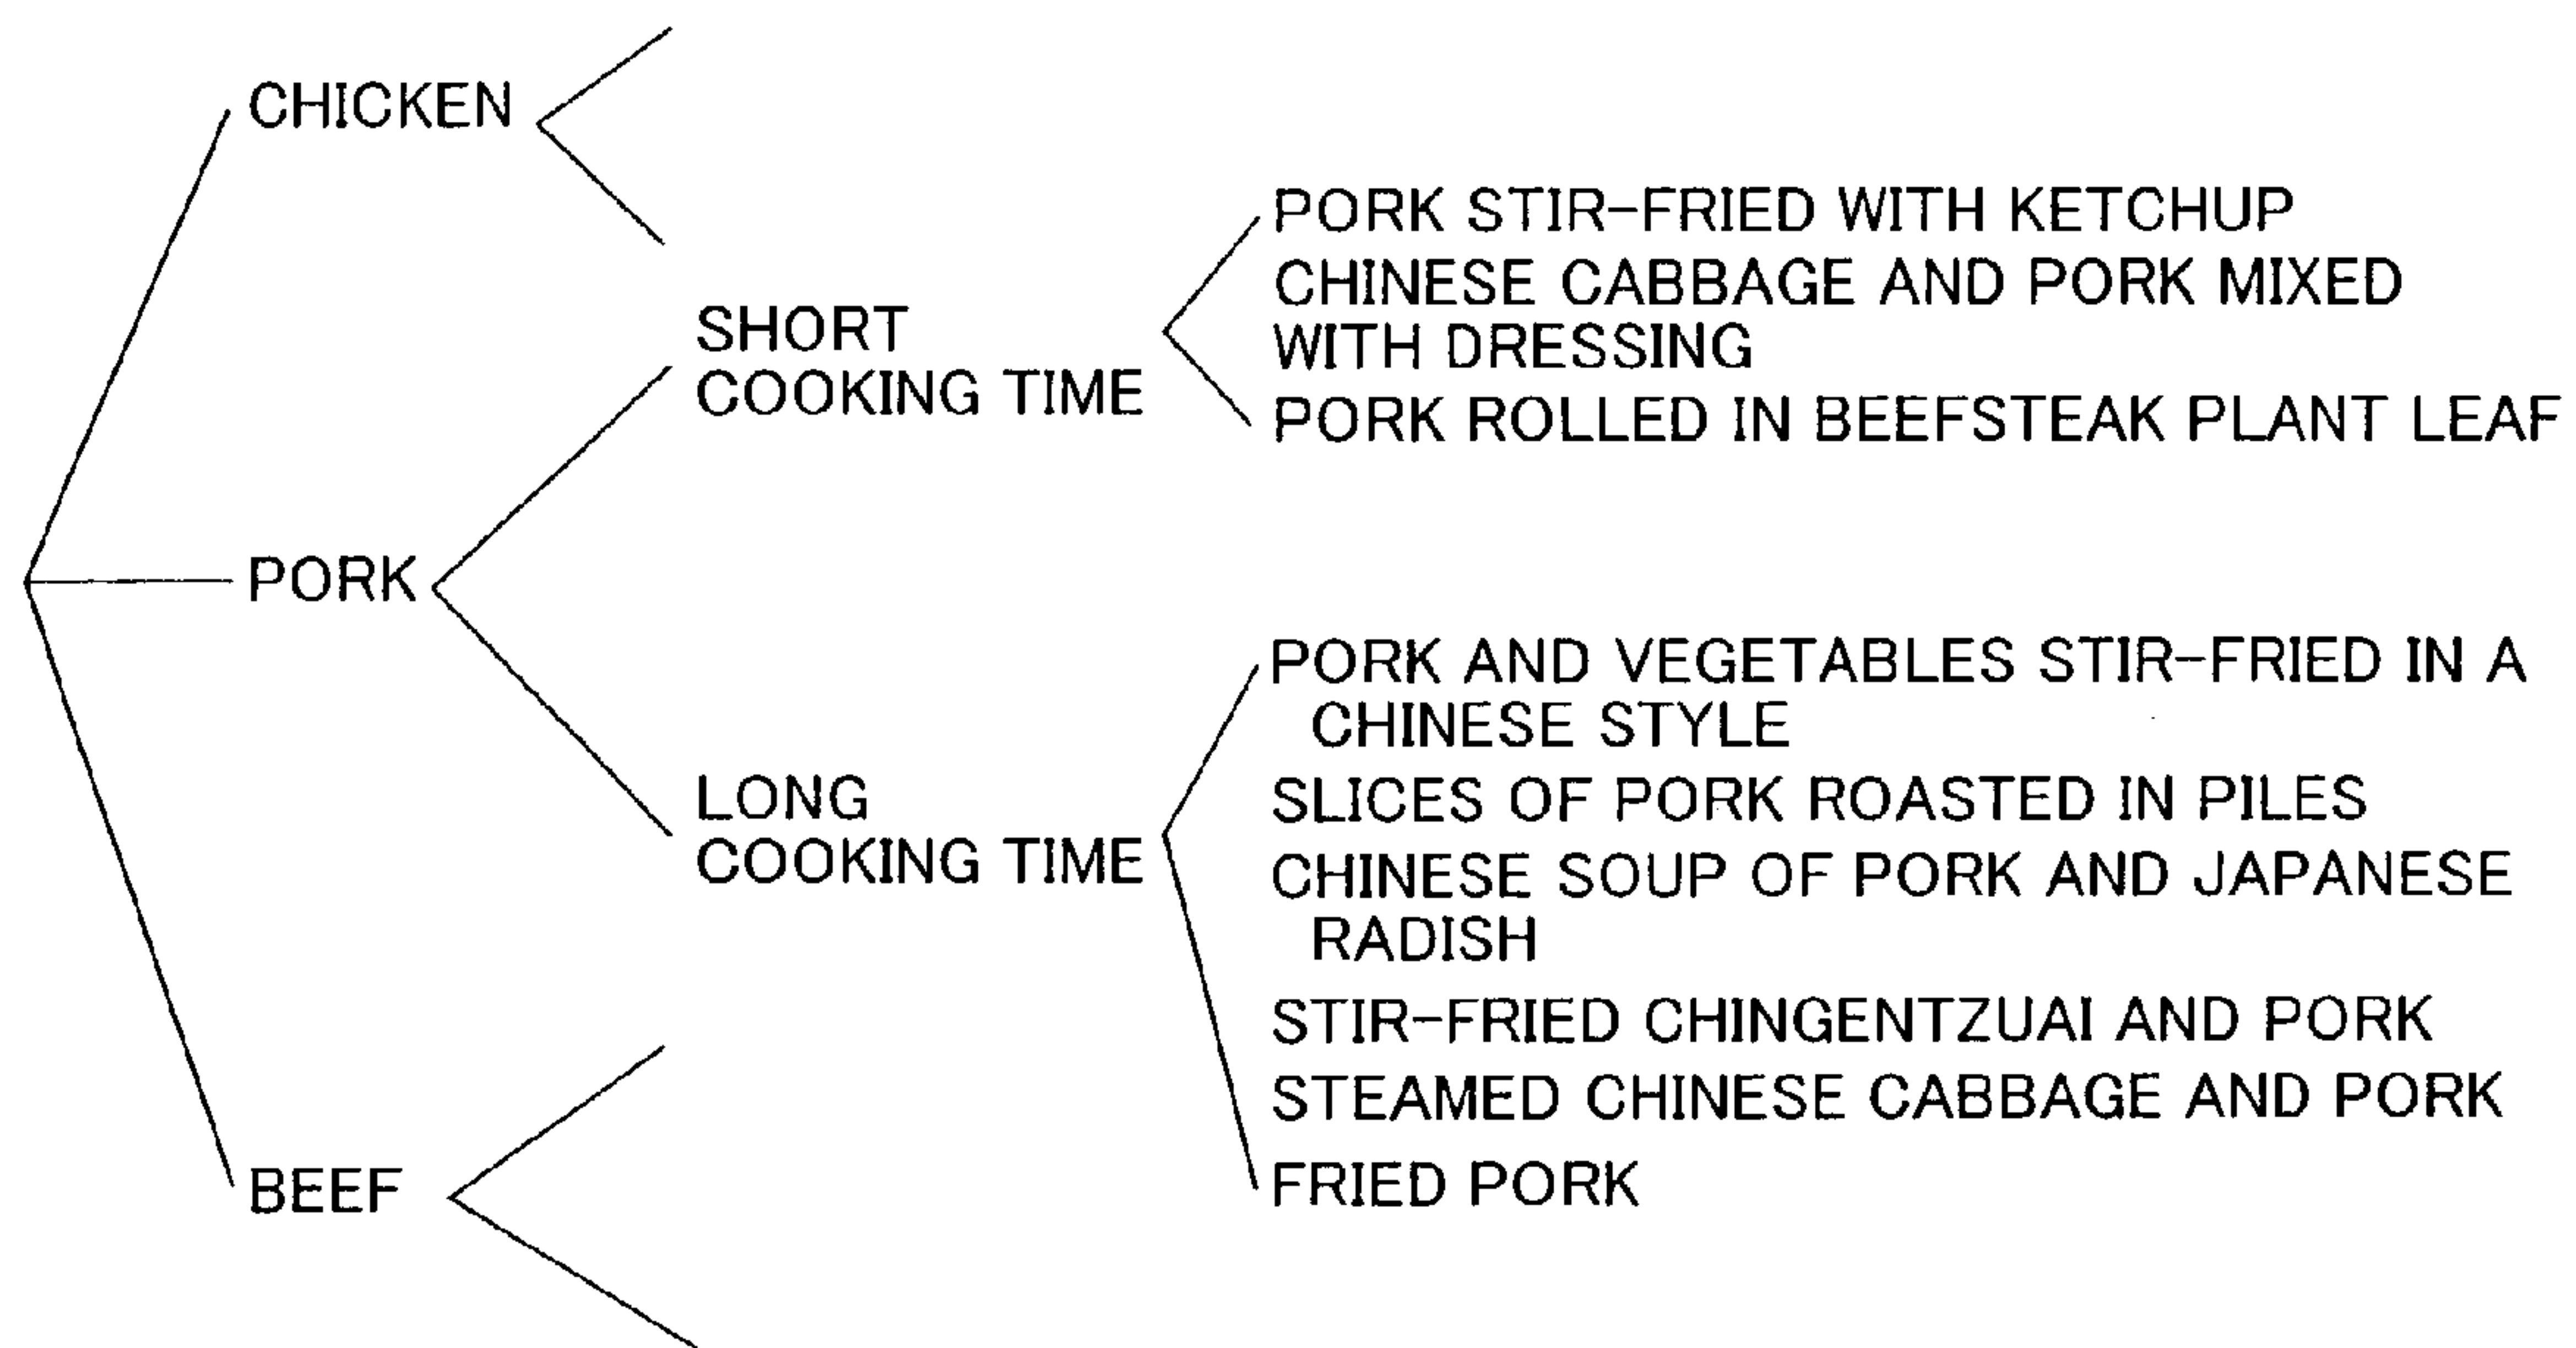 CHICKEN
PORK STIR-FRIED WITH KETCHUP
CHINESE CABBAGE AND PORK MIXED
WITH DRESSING
PORK ROLLED IN BEEFSTEAK PLANT LEAF
SHORT
COOKING TIME
PORK
PORK AND VEGETABLES STIR-FRIED IN A
CHINESE STYLE
SLICES OF PORK ROASTED IN PILES
CHINESE SOUP OF PORK AND JAPANESE
RADISH
STIR-FRIED CHINGENTZUAI AND PORK
STEAMED CHINESE CABBAGE AND PORK
FRIED PORK
LONG
COOKING TIME
BEEF